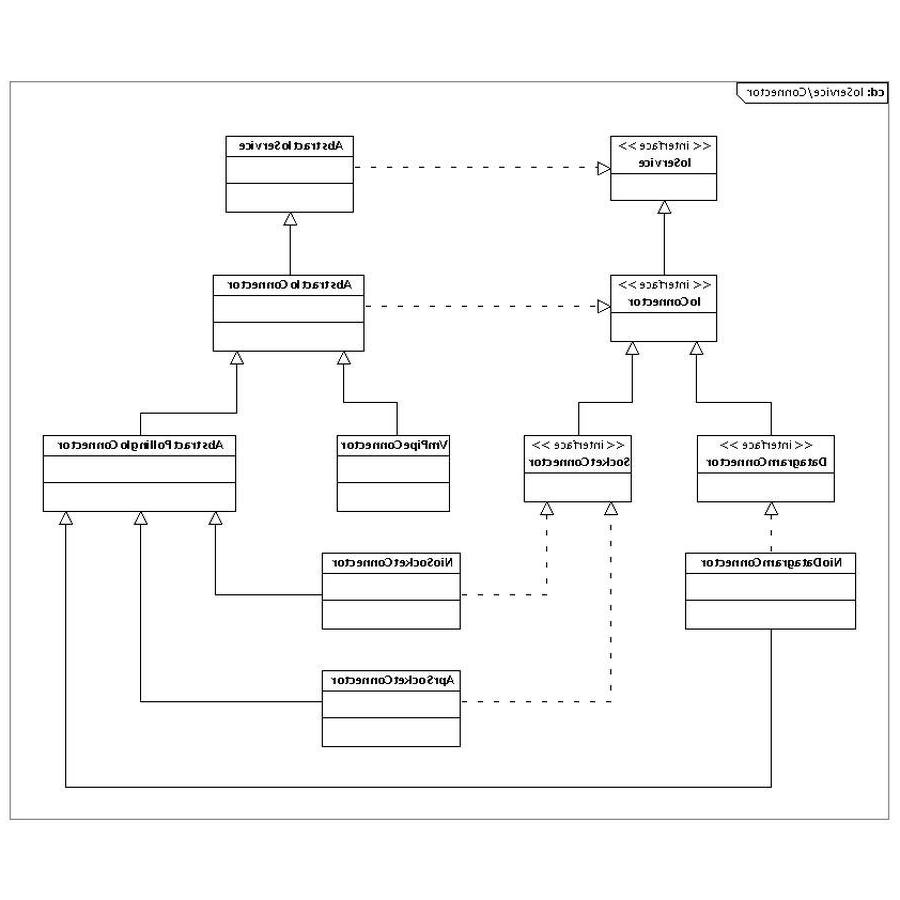 cd: IoService/Connector
<< interface >>
IoService
AbstractIoService
<< interface >>
IoConnector
AbstractIoConnector
<< interface >>
DatagramConnector
<< interface >>
SocketConnector
VmPipeConnector
AbstractPollingIoConnector
NioDatagramConnector
NioSocketConnector
AprSocketConnector